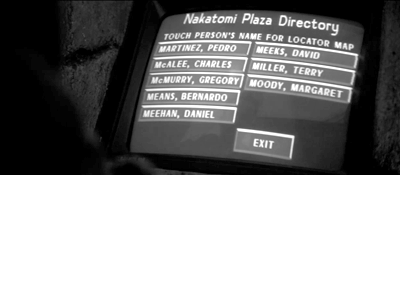 Nakatomi Plaza Directory
TOUCH PERSON'S NAME FOR LOCATOR MAP
MARTINEZ, PEDRO
McALEE, CHARLES
McMURRY, GREGORY
MEANS, BERNARDO
MEEHAN, DANIEL
MEEKS, DAVID
MILLER, TERRY
MOODY, MARGARET
EXIT